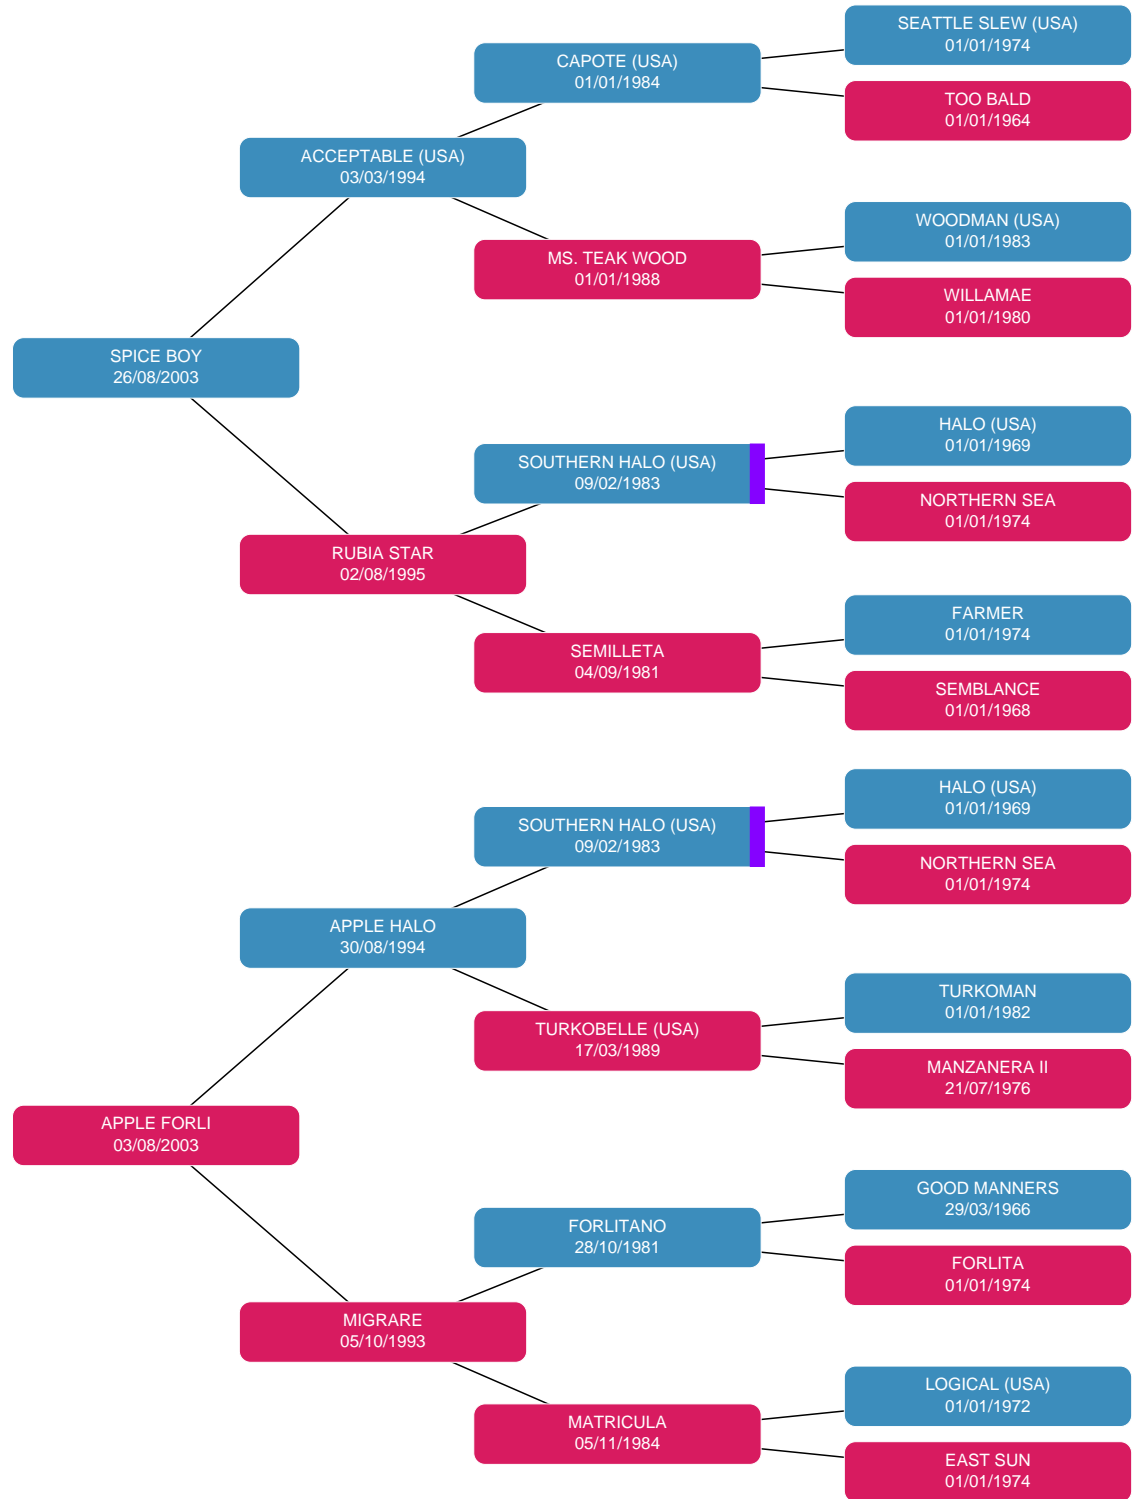 SEATTLE SLEW (USA)
01/01/1974
CAPOTE (USA)
01/01/1984
TOO BALD
01/01/1964
ACCEPTABLE (USA)
03/03/1994
WOODMAN (USA)
01/01/1983
MS. TEAK WOOD
01/01/1988
WILLAMAE
01/01/1980
SPICE BOY
26/08/2003
HALO (USA)
01/01/1969
SOUTHERN HALO (USA)
09/02/1983
NORTHERN SEA
01/01/1974
RUBIA STAR
02/08/1995
FARMER
01/01/1974
SEMILLETA
04/09/1981
SEMBLANCE
01/01/1968
HALO (USA)
01/01/1969
SOUTHERN HALO (USA)
09/02/1983
NORTHERN SEA
01/01/1974
APPLE HALO
30/08/1994
TURKOMAN
01/01/1982
TURKOBELLE (USA)
17/03/1989
MANZANERA II
21/07/1976
APPLE FORLI
03/08/2003
GOOD MANNERS
29/03/1966
FORLITANO
28/10/1981
FORLITA
01/01/1974
MIGRARE
05/10/1993
LOGICAL (USA)
01/01/1972
MATRICULA
05/11/1984
EAST SUN
01/01/1974